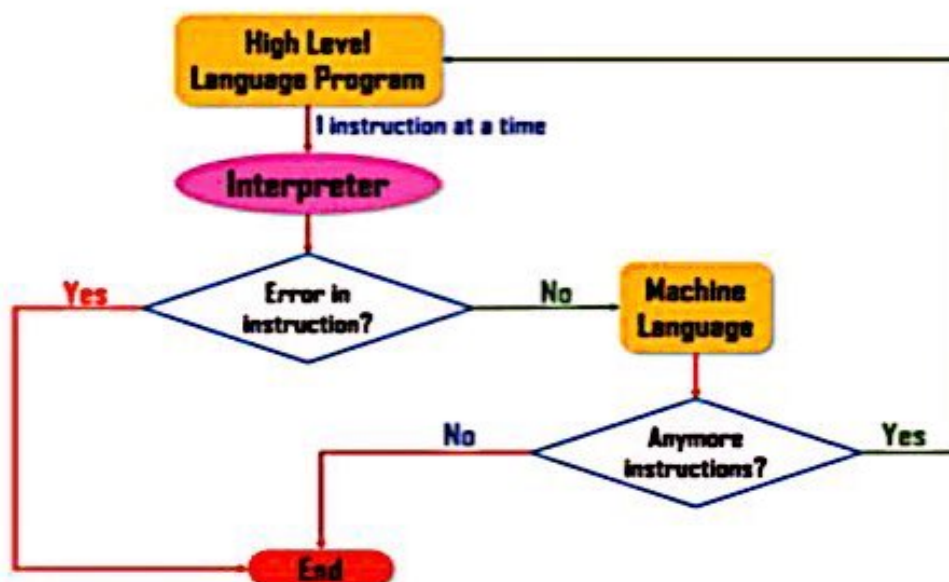 High Level
Language Program
1 instruction at a time
Interpreter
Yes
Error in
instruction?
No
Machine
Language
No
Anymore
instructions?
Yes
End